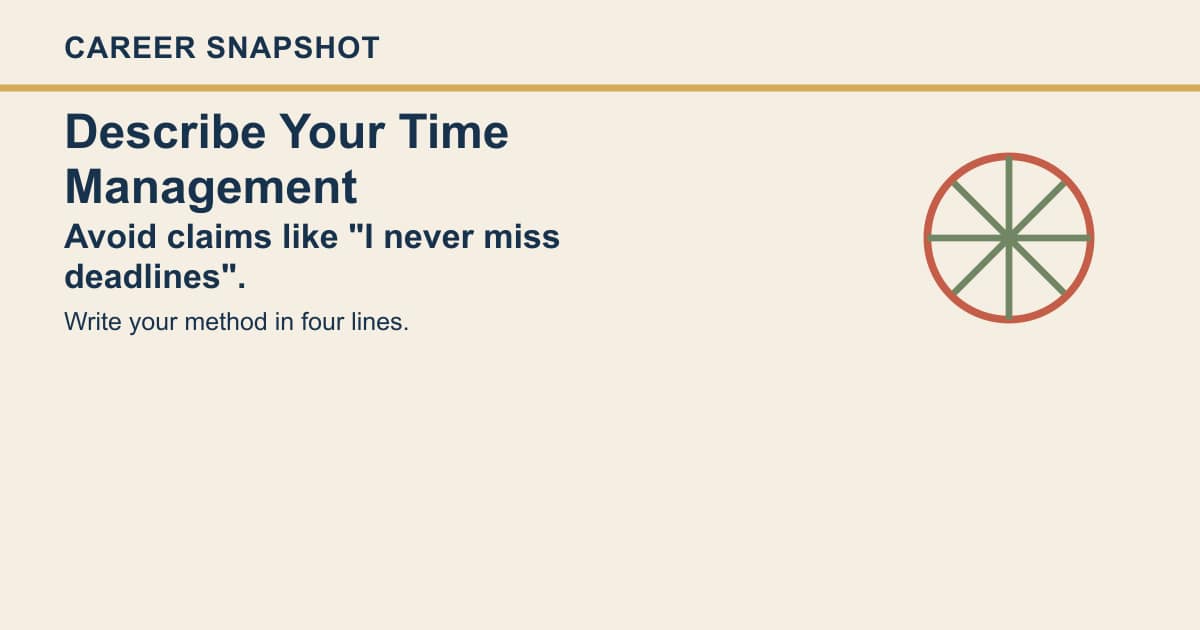 CAREER SNAPSHOT
Describe Your Time
Management
Avoid claims like "I never miss
deadlines".
Write your method in four lines.